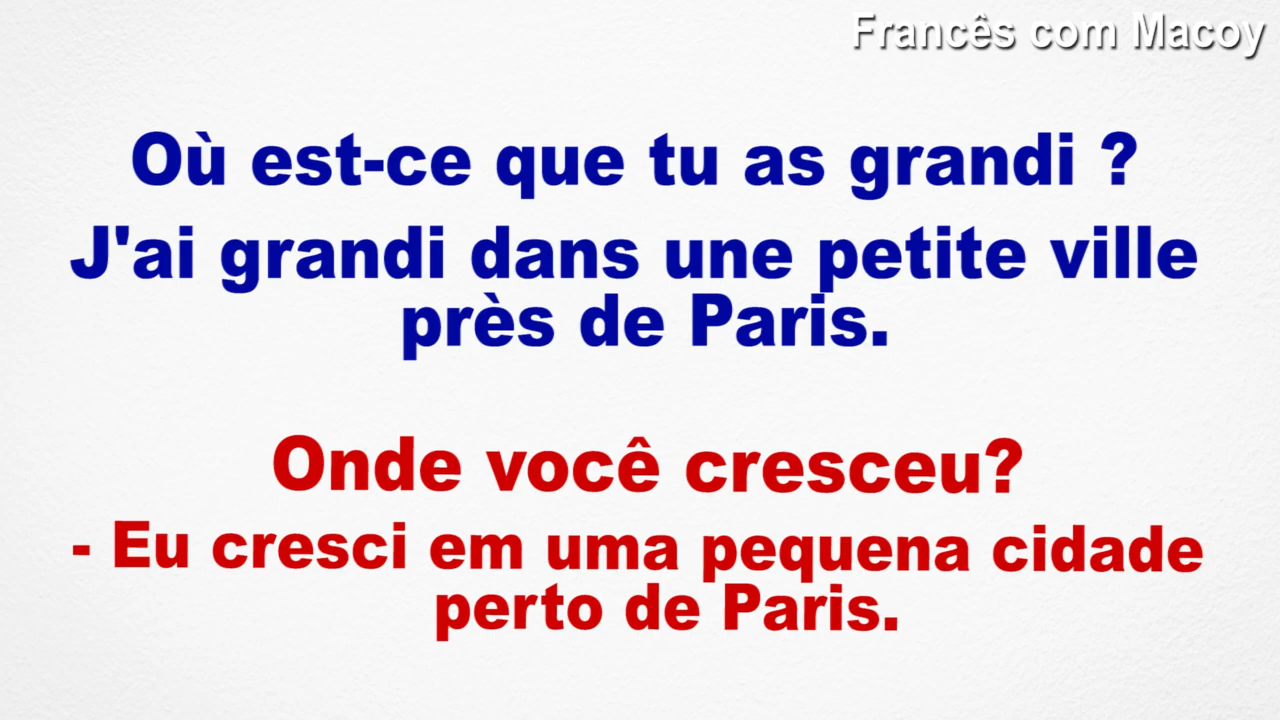 Francês com Macoy
Où est-ce que tu as grandi ?
J'ai grandi dans une petite ville
près de Paris.
Onde você cresceu?
- Eu cresci em uma pequena cidade
perto de Paris.